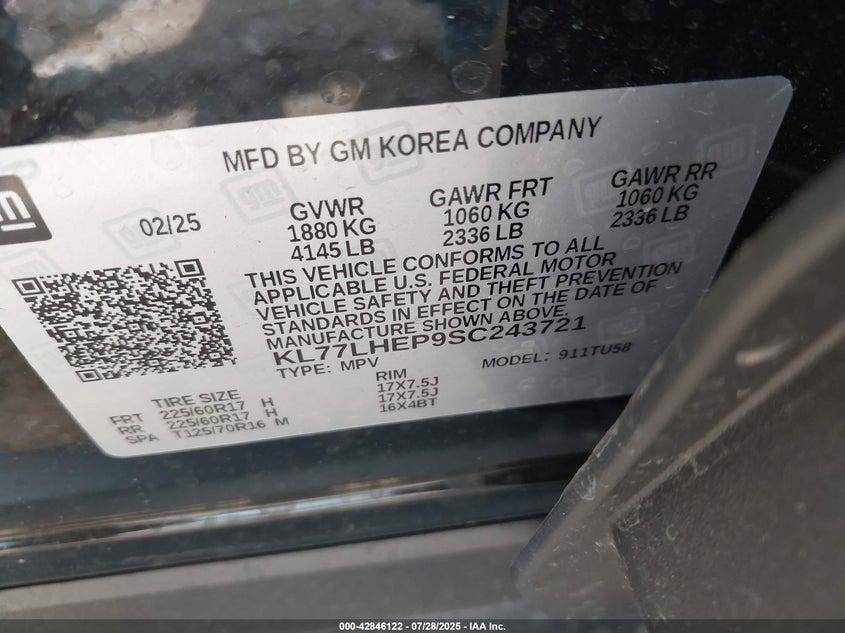 MFD BY GM KOREA COMPANY
gm
02/25
GVWR
1880 KG
4145 LB
GAWR FRT
1060 KG
2336 LB
GAWR RR
1060 KG
2336 LB
THIS VEHICLE CONFORMS TO ALL
APPLICABLE U.S. FEDERAL MOTOR
VEHICLE SAFETY AND THEFT PREVENTION
STANDARDS IN EFFECT ON THE DATE OF
MANUFACTURE SHOWN ABOVE.
KL77LHEP9SC243721
TYPE: MPV
MODEL: 911TU58
TIRE SIZE
RIM
FRT 225/60R17 H 17X7.5J
RR 225/60R17 H 17X7.5J
SPA T125/70R16 M 16X4BT
000-42846122 - 07/28/2025 - IAA Inc.